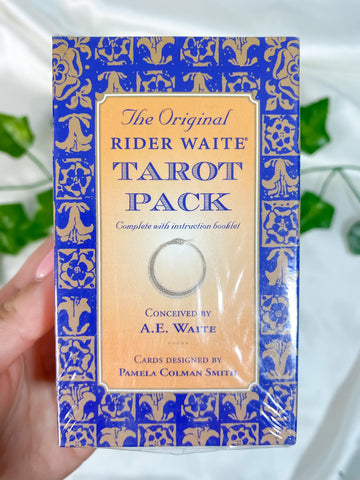 The Original
RIDER WAITE®
TAROT
PACK
Complete with instruction booklet
CONCEIVED BY
A.E. WAITE
CARDS DESIGNED BY
PAMELA COLMAN SMITH